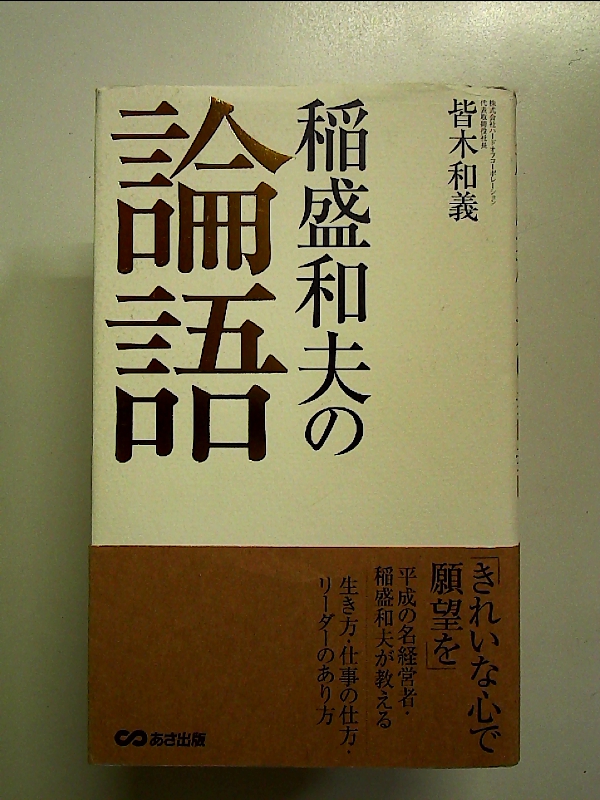 株式会社ハードオフコーポレーション
代表取締役社長
皆木和義
稲盛和夫の
論語
「きれいな心で
願望を」
平成の名経営者・
稲盛和夫が教える
生き方・仕事の仕方・
リーダーのあり方
あさ出版